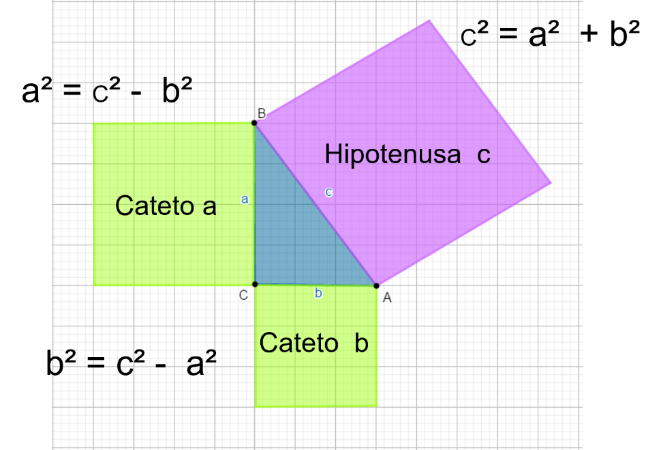 c² = a² + b²
a² = c² - b²
B
Hipotenusa c
Cateto a
a
c
C
b
A
Cateto b
b² = c² - a²